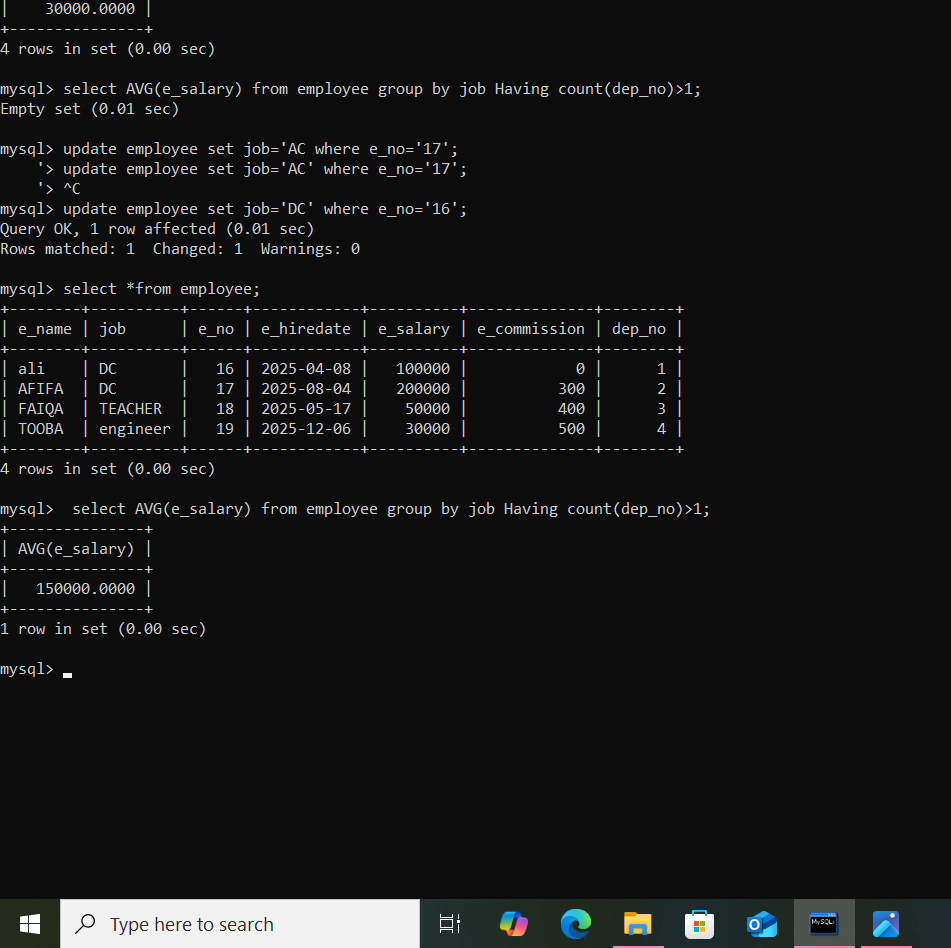 |    30000.0000 |
+---------------+
4 rows in set (0.00 sec)
mysql> select AVG(e_salary) from employee group by job Having count(dep_no)>1;
Empty set (0.01 sec)
mysql> update employee set job='AC where e_no='17';
    '> update employee set job='AC' where e_no='17';
    '> ^C
mysql> update employee set job='DC' where e_no='16';
Query OK, 1 row affected (0.01 sec)
Rows matched: 1  Changed: 1  Warnings: 0
mysql> select *from employee;
+--------+----------+------+------------+----------+--------------+--------+
| e_name | job      | e_no | e_hiredate | e_salary | e_commission | dep_no |
+--------+----------+------+------------+----------+--------------+--------+
| ali    | DC       |   16 | 2025-04-08 |   100000 |            0 |      1 |
| AFIFA  | DC       |   17 | 2025-08-04 |   200000 |          300 |      2 |
| FAIQA  | TEACHER  |   18 | 2025-05-17 |    50000 |          400 |      3 |
| TOOBA  | engineer |   19 | 2025-12-06 |    30000 |          500 |      4 |
+--------+----------+------+------------+----------+--------------+--------+
4 rows in set (0.00 sec)
mysql>  select AVG(e_salary) from employee group by job Having count(dep_no)>1;
+---------------+
| AVG(e_salary) |
+---------------+
|   150000.0000 |
+---------------+
1 row in set (0.00 sec)
mysql>
Type here to search
MySQL